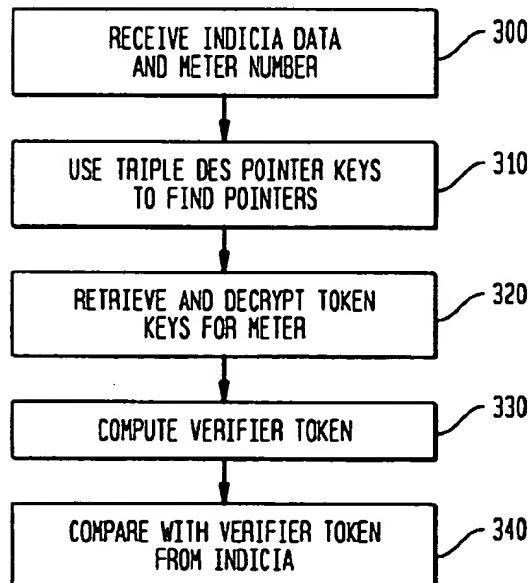 RECEIVE INDICIA DATA
AND METER NUMBER
300
USE TRIPLE DES POINTER KEYS
TO FIND POINTERS
310
RETRIEVE AND DECRYPT TOKEN
KEYS FOR METER
320
COMPUTE VERIFIER TOKEN
330
COMPARE WITH VERIFIER TOKEN
FROM INDICIA
340